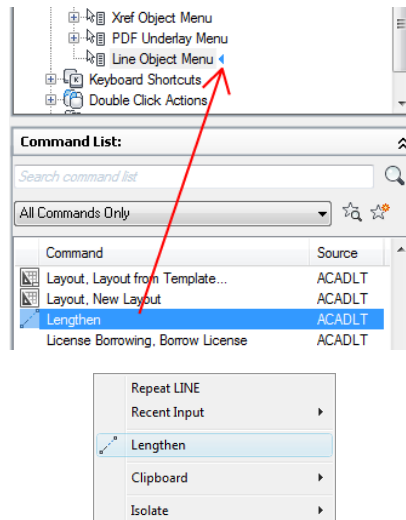 Xref Object Menu
PDF Underlay Menu
Line Object Menu
Keyboard Shortcuts
Double Click Actions
Command List:
Search command list
All Commands Only
Command Source
Layout, Layout from Template... ACADLT
Layout, New Layout ACADLT
Lengthen ACADLT
License Borrowing, Borrow License ACADLT
Repeat LINE
Recent Input
Lengthen
Clipboard
Isolate